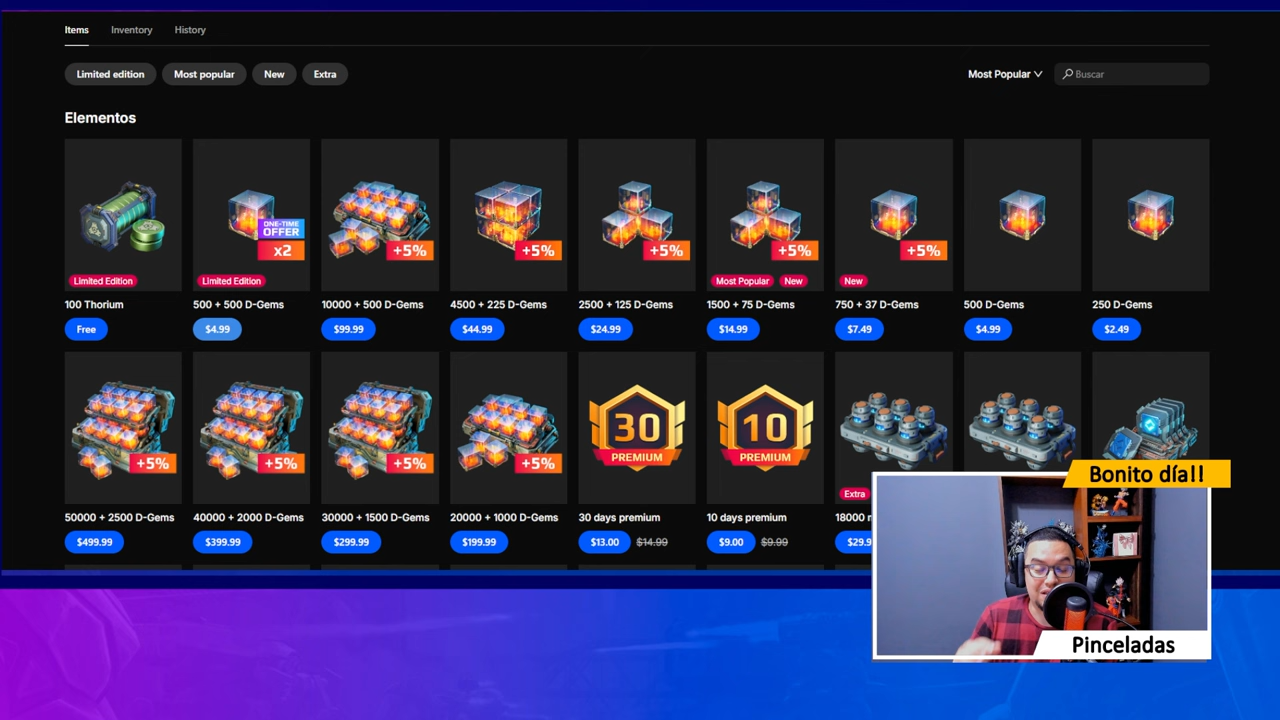 Items Inventory History
Limited edition Most popular New Extra Most Popular Buscar
Elementos
ONE-TIME
OFFER
x2 +5% +5% +5% +5% +5%
Limited Edition Limited Edition Most Popular New New
100 Thorium 500 + 500 D-Gems 10000 + 500 D-Gems 4500 + 225 D-Gems 2500 + 125 D-Gems 1500 + 75 D-Gems 750 + 37 D-Gems 500 D-Gems 250 D-Gems
Free $4.99 $99.99 $44.99 $24.99 $14.99 $7.49 $4.99 $2.49
30 10
PREMIUM PREMIUM
+5% +5% +5% +5%
Extra
50000 + 2500 D-Gems 40000 + 2000 D-Gems 30000 + 1500 D-Gems 20000 + 1000 D-Gems 30 days premium 10 days premium 18000
$499.99 $399.99 $299.99 $199.99 $13.00 $14.99 $9.00 $9.99 $29.9
Bonito día!!
Pinceladas